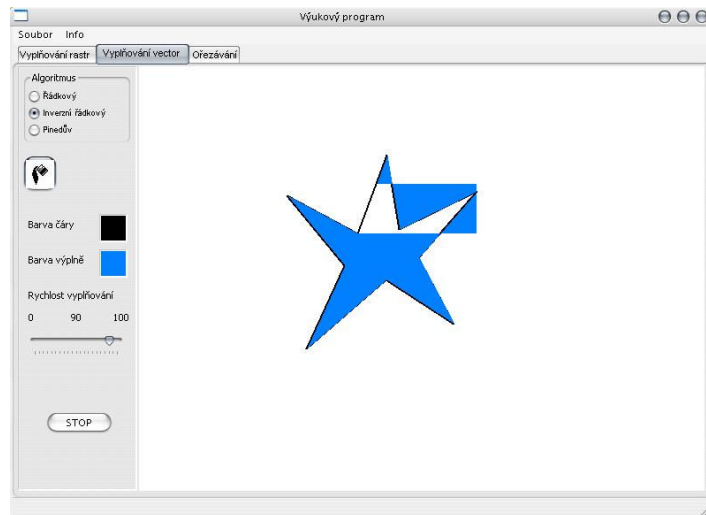 Výukový program
Soubor Info
Vyplňování rastr Vyplňování vector Ořezávání
Algoritmus
Řádkový
Inverzní řádkový
Pinedův
Barva čáry
Barva výplně
Rychlost vyplňování
0 90 100
STOP